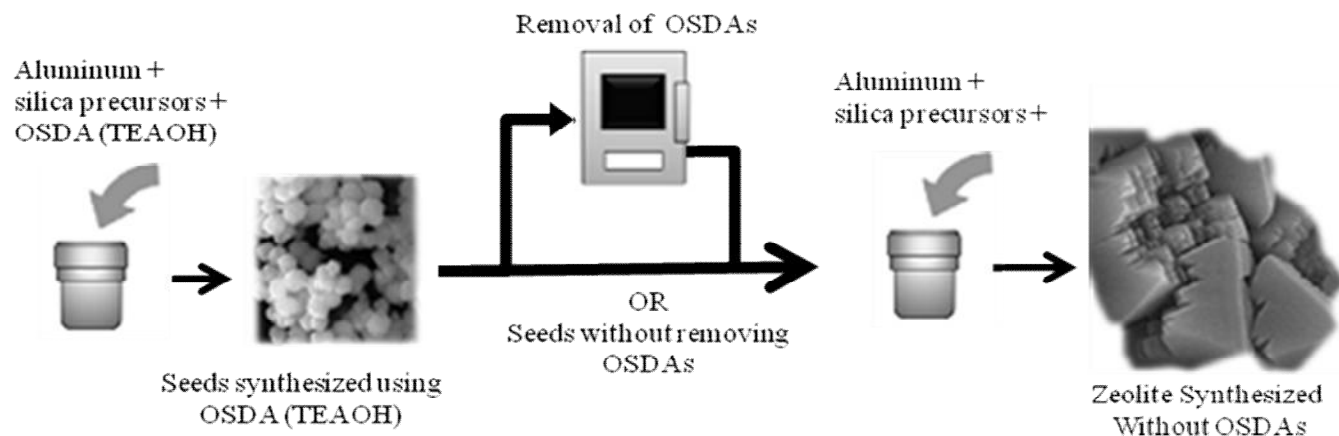 Removal of OSDAs
Aluminum +
silica precursors +
OSDA (TEAOH)
Aluminum +
silica precursors +
OR
Seeds without removing
OSDAs
Seeds synthesized using
OSDA (TEAOH)
Zeolite Synthesized
Without OSDAs